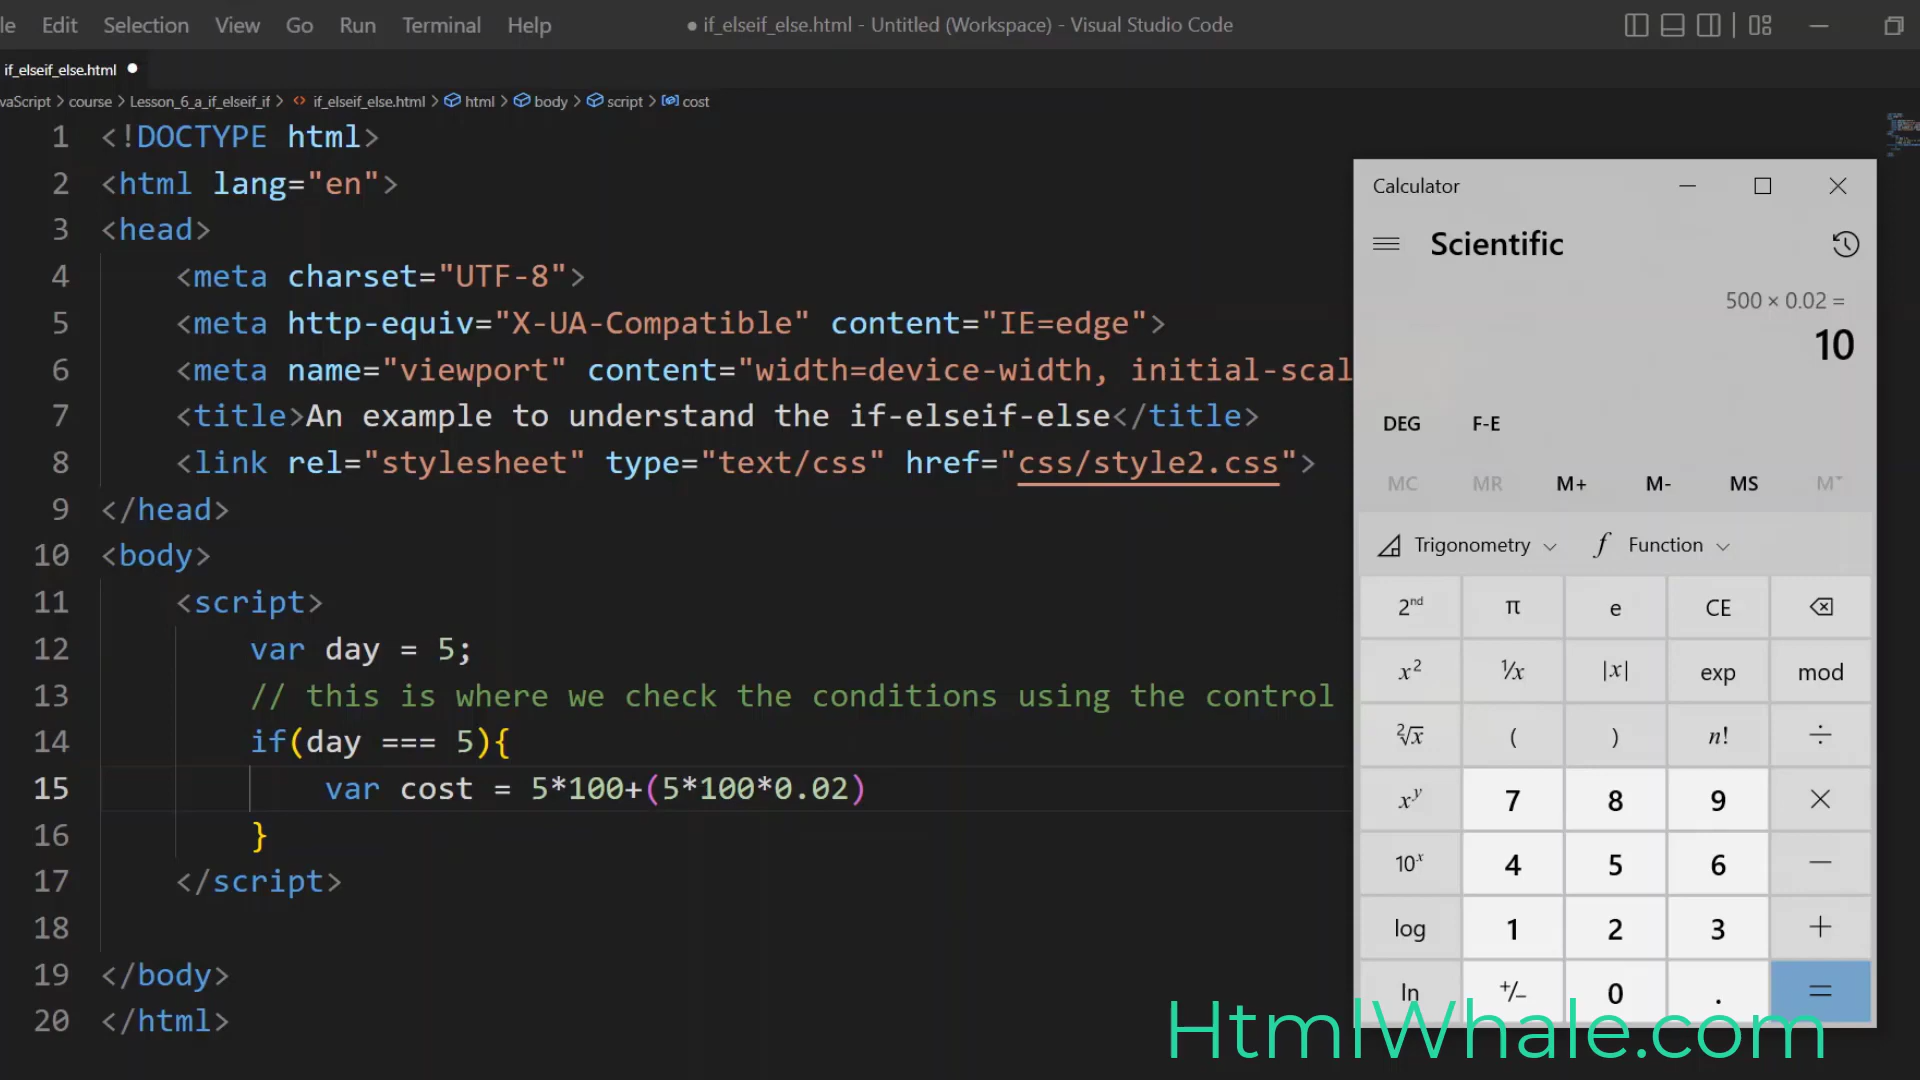 le Edit Selection View Go Run Terminal Help
● if_elseif_else.html - Untitled (Workspace) - Visual Studio Code
if_elseif_else.html
vaScript > course > Lesson_6_a_if_elseif_if > if_elseif_else.html > html > body > script > cost
1 <!DOCTYPE html>
2 <html lang="en">
3 <head>
4 <meta charset="UTF-8">
5 <meta http-equiv="X-UA-Compatible" content="IE=edge">
6 <meta name="viewport" content="width=device-width, initial-scal
7 <title>An example to understand the if-elseif-else</title>
8 <link rel="stylesheet" type="text/css" href="css/style2.css">
9 </head>
10 <body>
11 <script>
12 var day = 5;
13 // this is where we check the conditions using the control
14 if(day === 5){
15 var cost = 5*100+(5*100*0.02)
16 }
17 </script>
18
19 </body>
20 </html>
Calculator
Scientific
500 × 0.02 =
10
DEG F-E
MC MR M+ M- MS M˅
Trigonometry f Function
2ⁿᵈ π e CE
x² ¹/x |x| exp mod
²√x ( ) n! ÷
xʸ 7 8 9 ×
10ˣ 4 5 6 −
log 1 2 3 +
ln +/− 0 . =
HtmlWhale.com